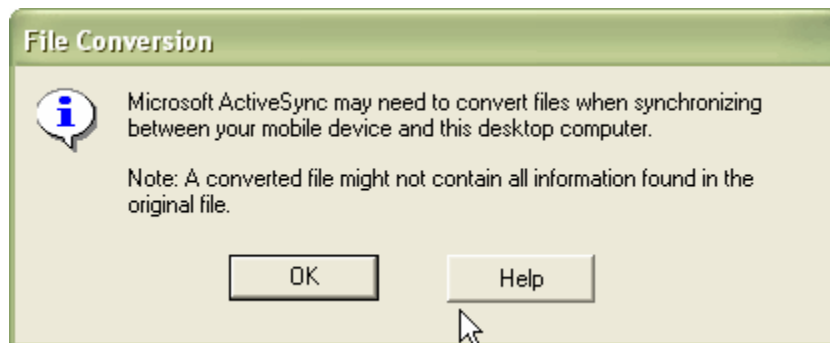 File Conversion
Microsoft ActiveSync may need to convert files when synchronizing
between your mobile device and this desktop computer.
Note: A converted file might not contain all information found in the
original file.
OK
Help